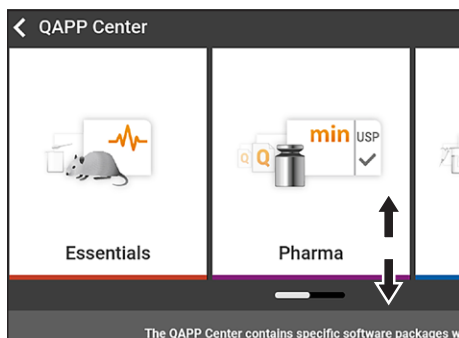 QAPP Center
min USP
Q Q
Essentials Pharma
The QAPP Center contains specific software packages w